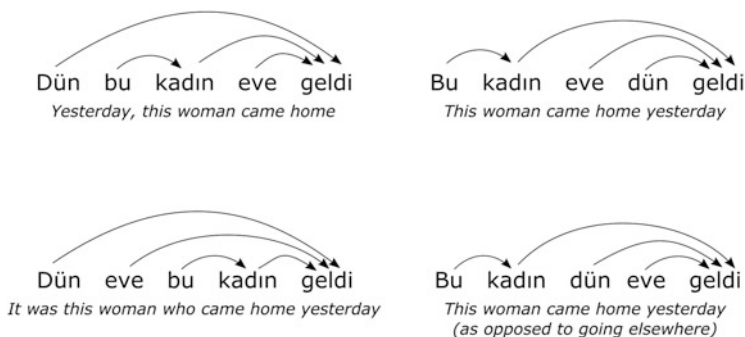 Dün bu kadın eve geldi
Yesterday, this woman came home
Bu kadın eve dün geldi
This woman came home yesterday
Dün eve bu kadın geldi
It was this woman who came home yesterday
Bu kadın dün eve geldi
This woman came home yesterday
(as opposed to going elsewhere)